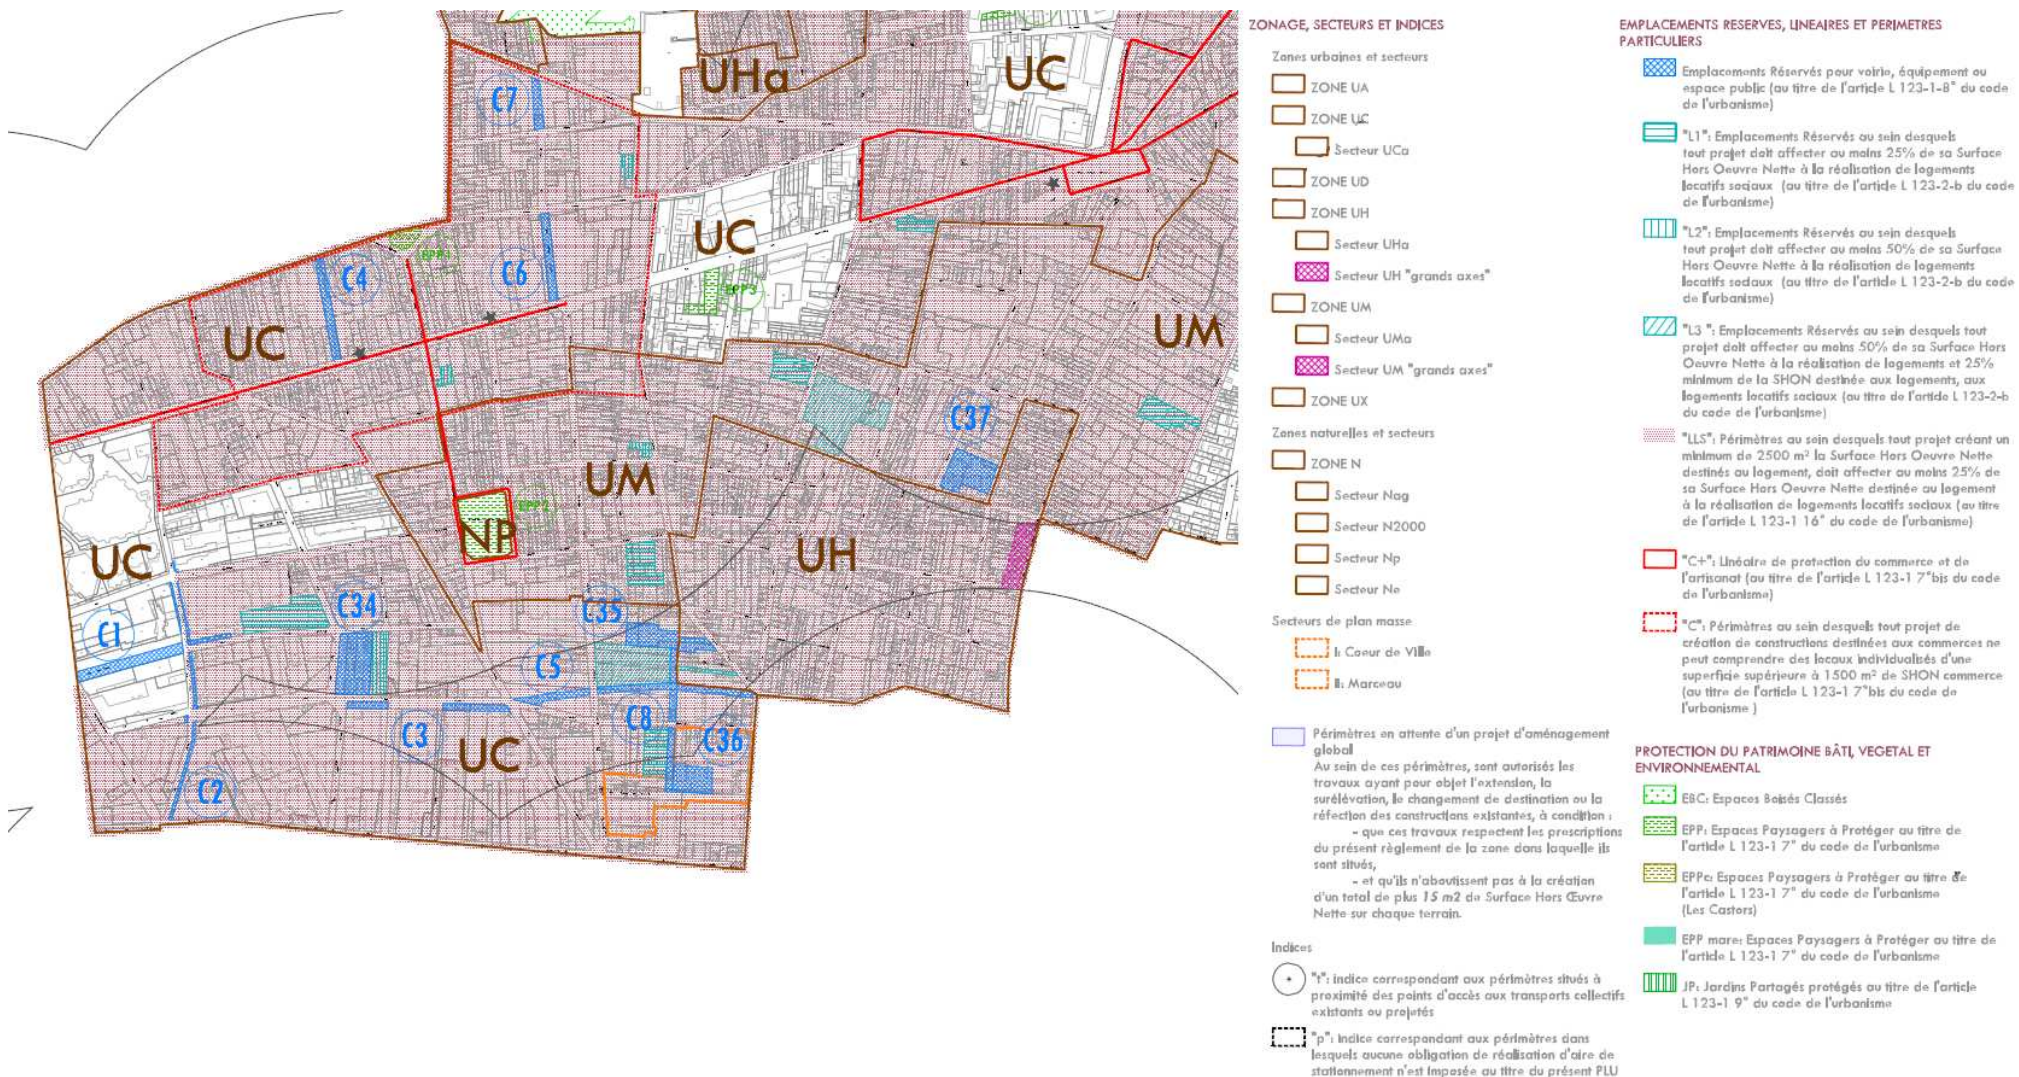 UHa
UC
C7
UC
C4
EPP1
C6
EPP3
UC
UM
C37
UM
EPP2
NP
UC
UH
C1
C34
C35
C5
C3
C8
C36
UC
C2
ZONAGE, SECTEURS ET INDICES
Zones urbaines et secteurs
ZONE UA
ZONE UC
Secteur UCa
ZONE UD
ZONE UH
Secteur UHa
Secteur UH "grands axes"
ZONE UM
Secteur UMa
Secteur UM "grands axes"
ZONE UX
Zones naturelles et secteurs
ZONE N
Secteur Nag
Secteur N2000
Secteur Np
Secteur Ne
Secteurs de plan masse
I: Coeur de Ville
II: Marceau
Périmètres en attente d'un projet d'aménagement
global
Au sein de ces périmètres, sont autorisés les
travaux ayant pour objet l'extension, la
surélévation, le changement de destination ou la
réfection des constructions existantes, à condition :
- que ces travaux respectent les prescriptions
du présent règlement de la zone dans laquelle ils
sont situés,
- et qu'ils n'aboutissent pas à la création
d'un total de plus 15 m2 de Surface Hors Œuvre
Nette sur chaque terrain.
Indices
"t": indice correspondant aux périmètres situés à
proximité des points d'accès aux transports collectifs
existants ou projetés
"p": indice correspondant aux périmètres dans
lesquels aucune obligation de réalisation d'aire de
stationnement n'est imposée au titre du présent PLU
EMPLACEMENTS RESERVES, LINEAIRES ET PERIMETRES
PARTICULIERS
Emplacements Réservés pour voirie, équipement ou
espace public (au titre de l'article L 123-1-8° du code
de l'urbanisme)
"L1": Emplacements Réservés au sein desquels
tout projet doit affecter au moins 25% de sa Surface
Hors Oeuvre Nette à la réalisation de logements
locatifs sociaux (au titre de l'article L 123-2-b du code
de l'urbanisme)
"L2": Emplacements Réservés au sein desquels
tout projet doit affecter au moins 50% de sa Surface
Hors Oeuvre Nette à la réalisation de logements
locatifs sociaux (au titre de l'article L 123-2-b du code
de l'urbanisme)
"L3 ": Emplacements Réservés au sein desquels tout
projet doit affecter au moins 50% de sa Surface Hors
Oeuvre Nette à la réalisation de logements et 25%
minimum de la SHON destinée aux logements, aux
logements locatifs sociaux (au titre de l'article L 123-2-b
du code de l'urbanisme)
"LLS": Périmètres au sein desquels tout projet créant un
minimum de 2500 m² la Surface Hors Oeuvre Nette
destinés au logement, doit affecter au moins 25% de
sa Surface Hors Oeuvre Nette destinée au logement
à la réalisation de logements locatifs sociaux (au titre
de l'article L 123-1 16° du code de l'urbanisme)
"C+": Linéaire de protection du commerce et de
l'artisanat (au titre de l'article L 123-1 7°bis du code
de l'urbanisme)
"C": Périmètres au sein desquels tout projet de
création de constructions destinées aux commerces ne
peut comprendre des locaux individualisés d'une
superficie supérieure à 1500 m² de SHON commerce
(au titre de l'article L 123-1 7°bis du code de
l'urbanisme )
PROTECTION DU PATRIMOINE BÂTI, VEGETAL ET
ENVIRONNEMENTAL
EBC: Espaces Boisés Classés
EPP: Espaces Paysagers à Protéger au titre de
l'article L 123-1 7° du code de l'urbanisme
EPPc: Espaces Paysagers à Protéger au titre de
l'article L 123-1 7° du code de l'urbanisme
(Les Castors)
EPP mare: Espaces Paysagers à Protéger au titre de
l'article L 123-1 7° du code de l'urbanisme
JP: Jardins Partagés protégés au titre de l'article
L 123-1 9° du code de l'urbanisme